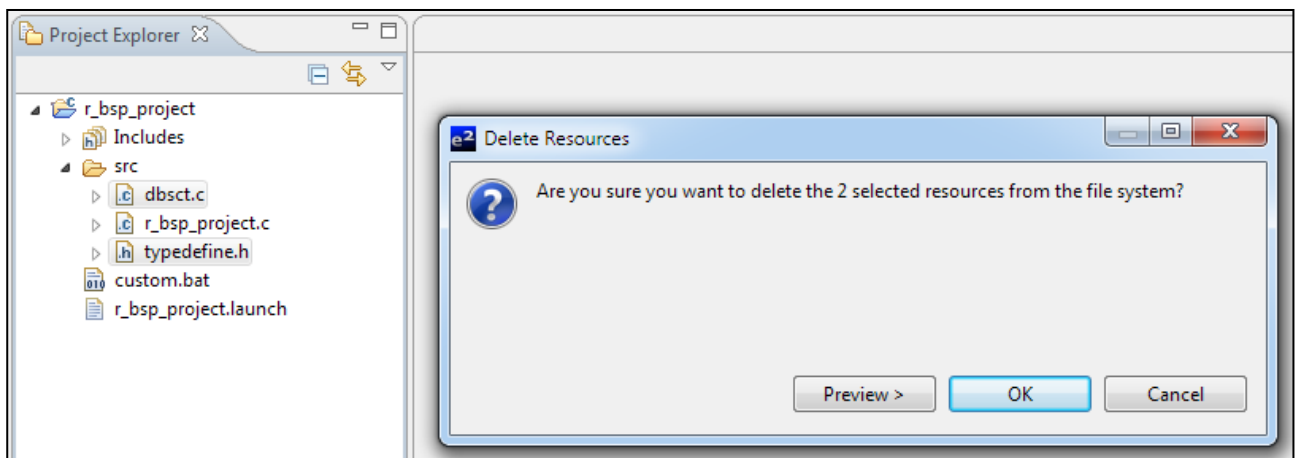 Project Explorer
r_bsp_project
Includes
src
dbsct.c
r_bsp_project.c
typedefine.h
custom.bat
r_bsp_project.launch
e² Delete Resources
Are you sure you want to delete the 2 selected resources from the file system?
Preview > OK Cancel